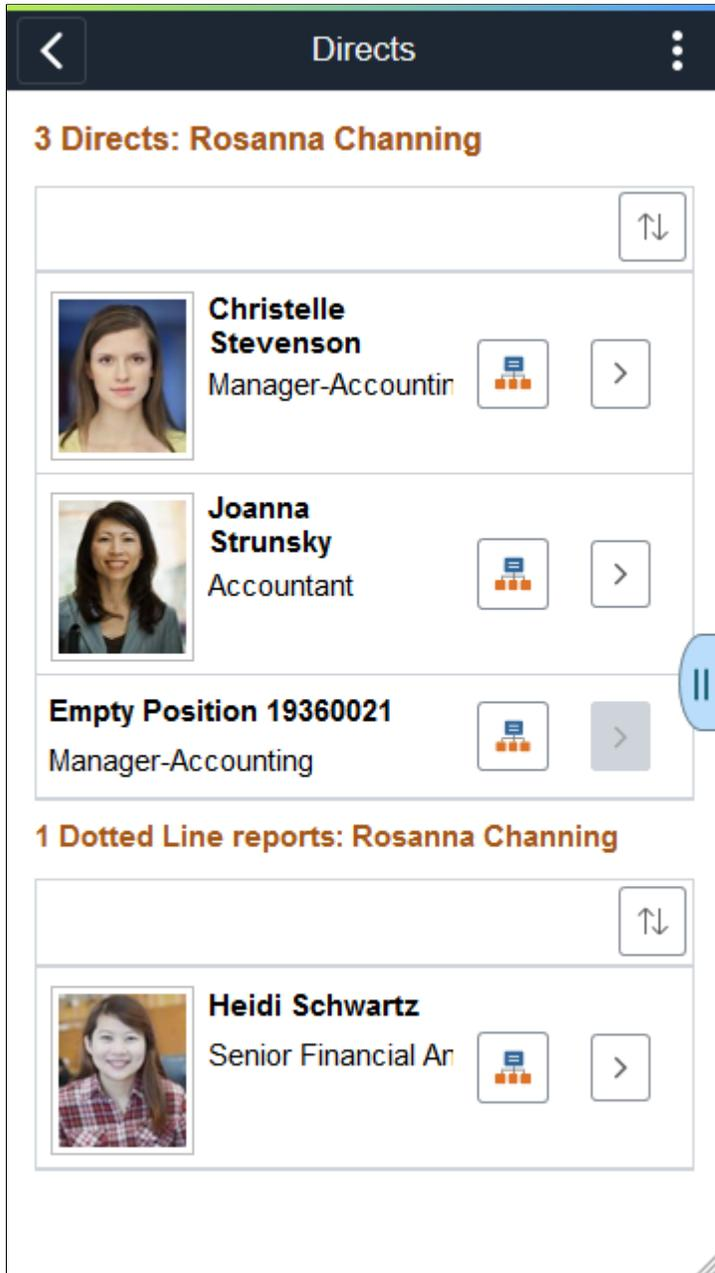 Directs
3 Directs: Rosanna Channing
Christelle
Stevenson
Manager-Accountin
Joanna
Strunsky
Accountant
Empty Position 19360021
Manager-Accounting
1 Dotted Line reports: Rosanna Channing
Heidi Schwartz
Senior Financial An